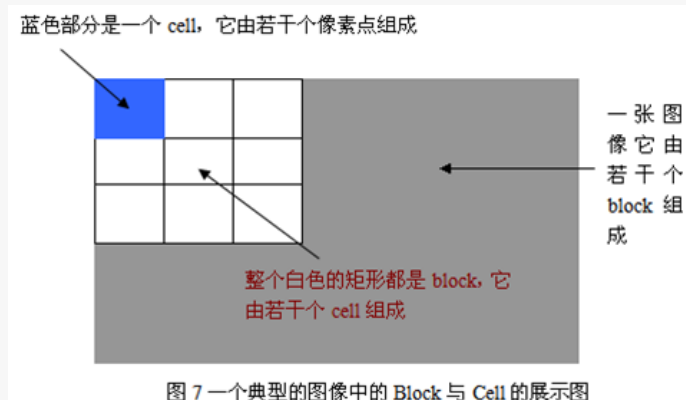 蓝色部分是一个 cell，它由若干个像素点组成
一 张 图
像 它 由
若 干 个
block 组
成
整个白色的矩形都是 block，它
由若干个 cell 组成
图 7 一个典型的图像中的 Block 与 Cell 的展示图